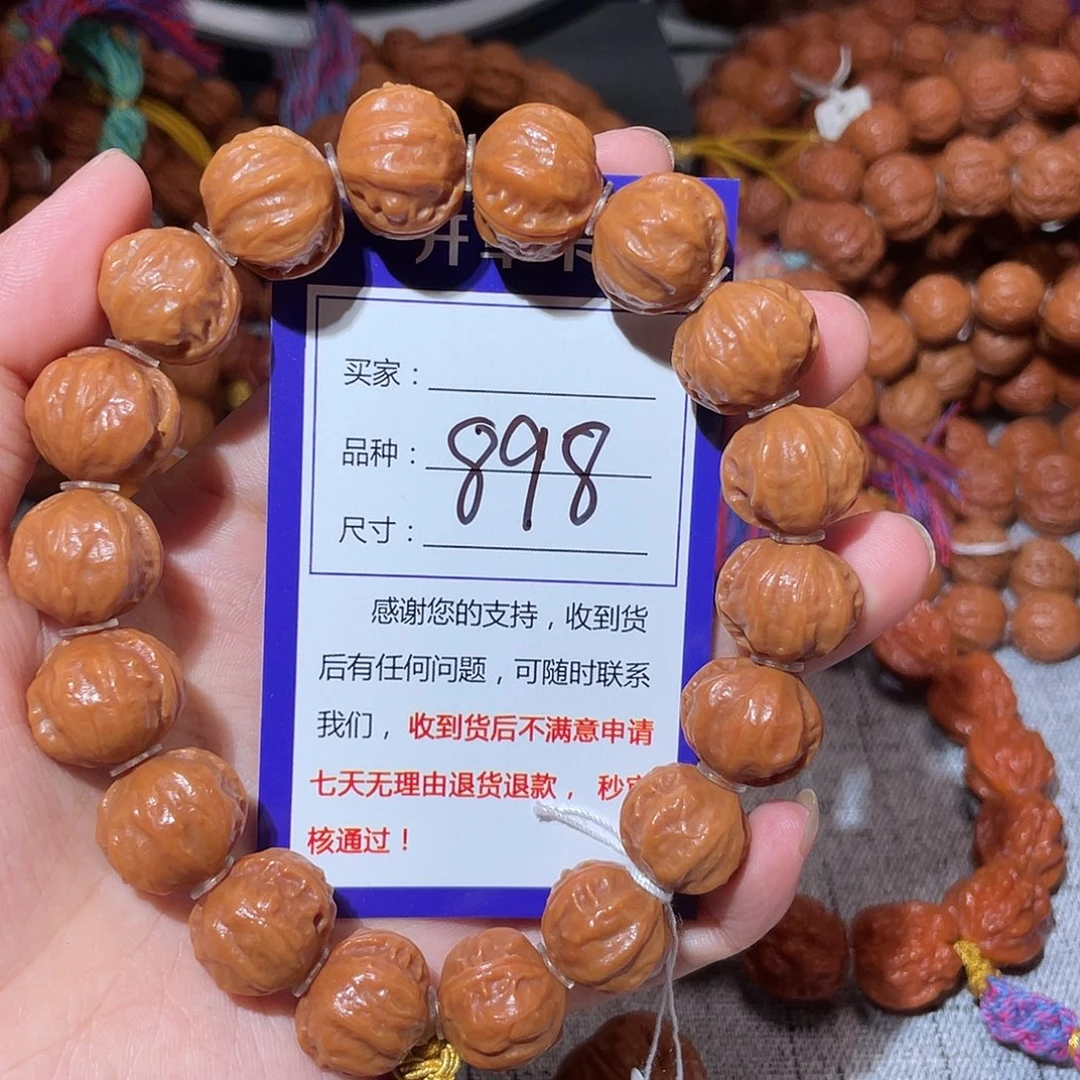 买家：
品种：898
尺寸：
感谢您的支持，收到货
后有任何问题，可随时联系
我们，收到货后不满意申请
七天无理由退货退款， 秒
核通过！